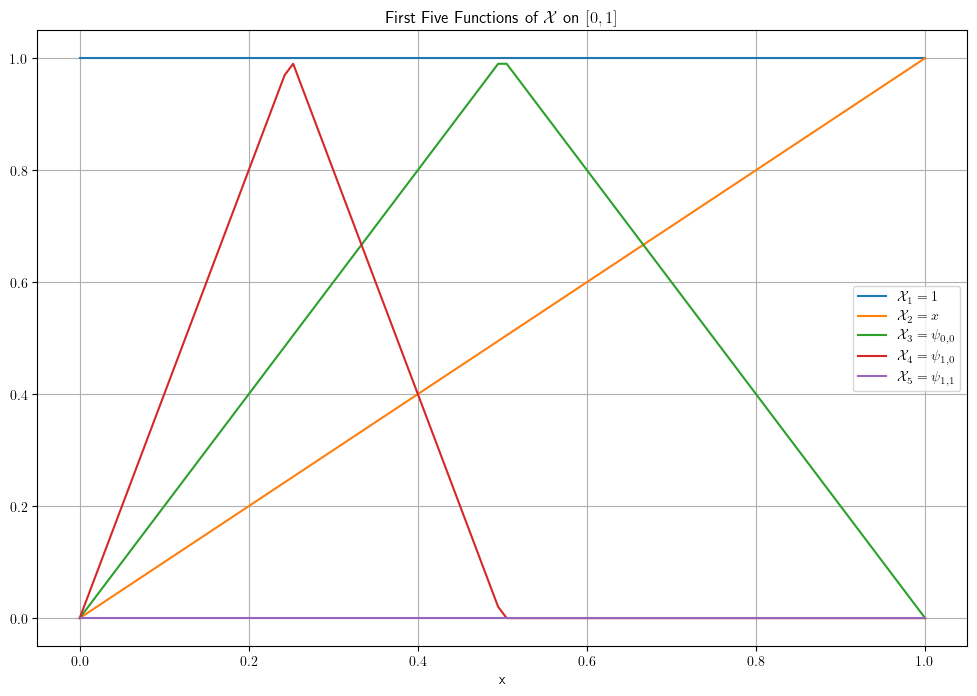 First Five Functions of 𝒳 on [0, 1]
1.0
0.8
0.6
0.4
0.2
0.0
𝒳₁ = 1
𝒳₂ = x
𝒳₃ = ψ₀,₀
𝒳₄ = ψ₁,₀
𝒳₅ = ψ₁,₁
0.0 0.2 0.4 0.6 0.8 1.0
x